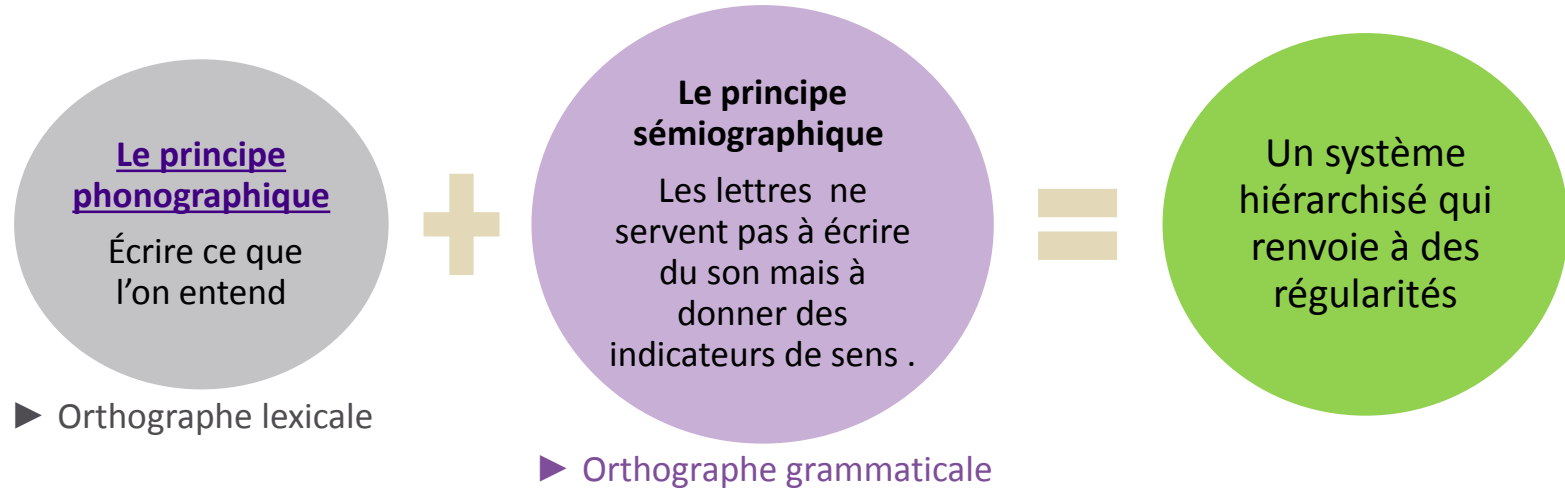 Le principe
phonographique
Écrire ce que
l’on entend
► Orthographe lexicale
Le principe
sémiographique
Les lettres ne
servent pas à écrire
du son mais à
donner des
indicateurs de sens .
► Orthographe grammaticale
Un système
hiérarchisé qui
renvoie à des
régularités